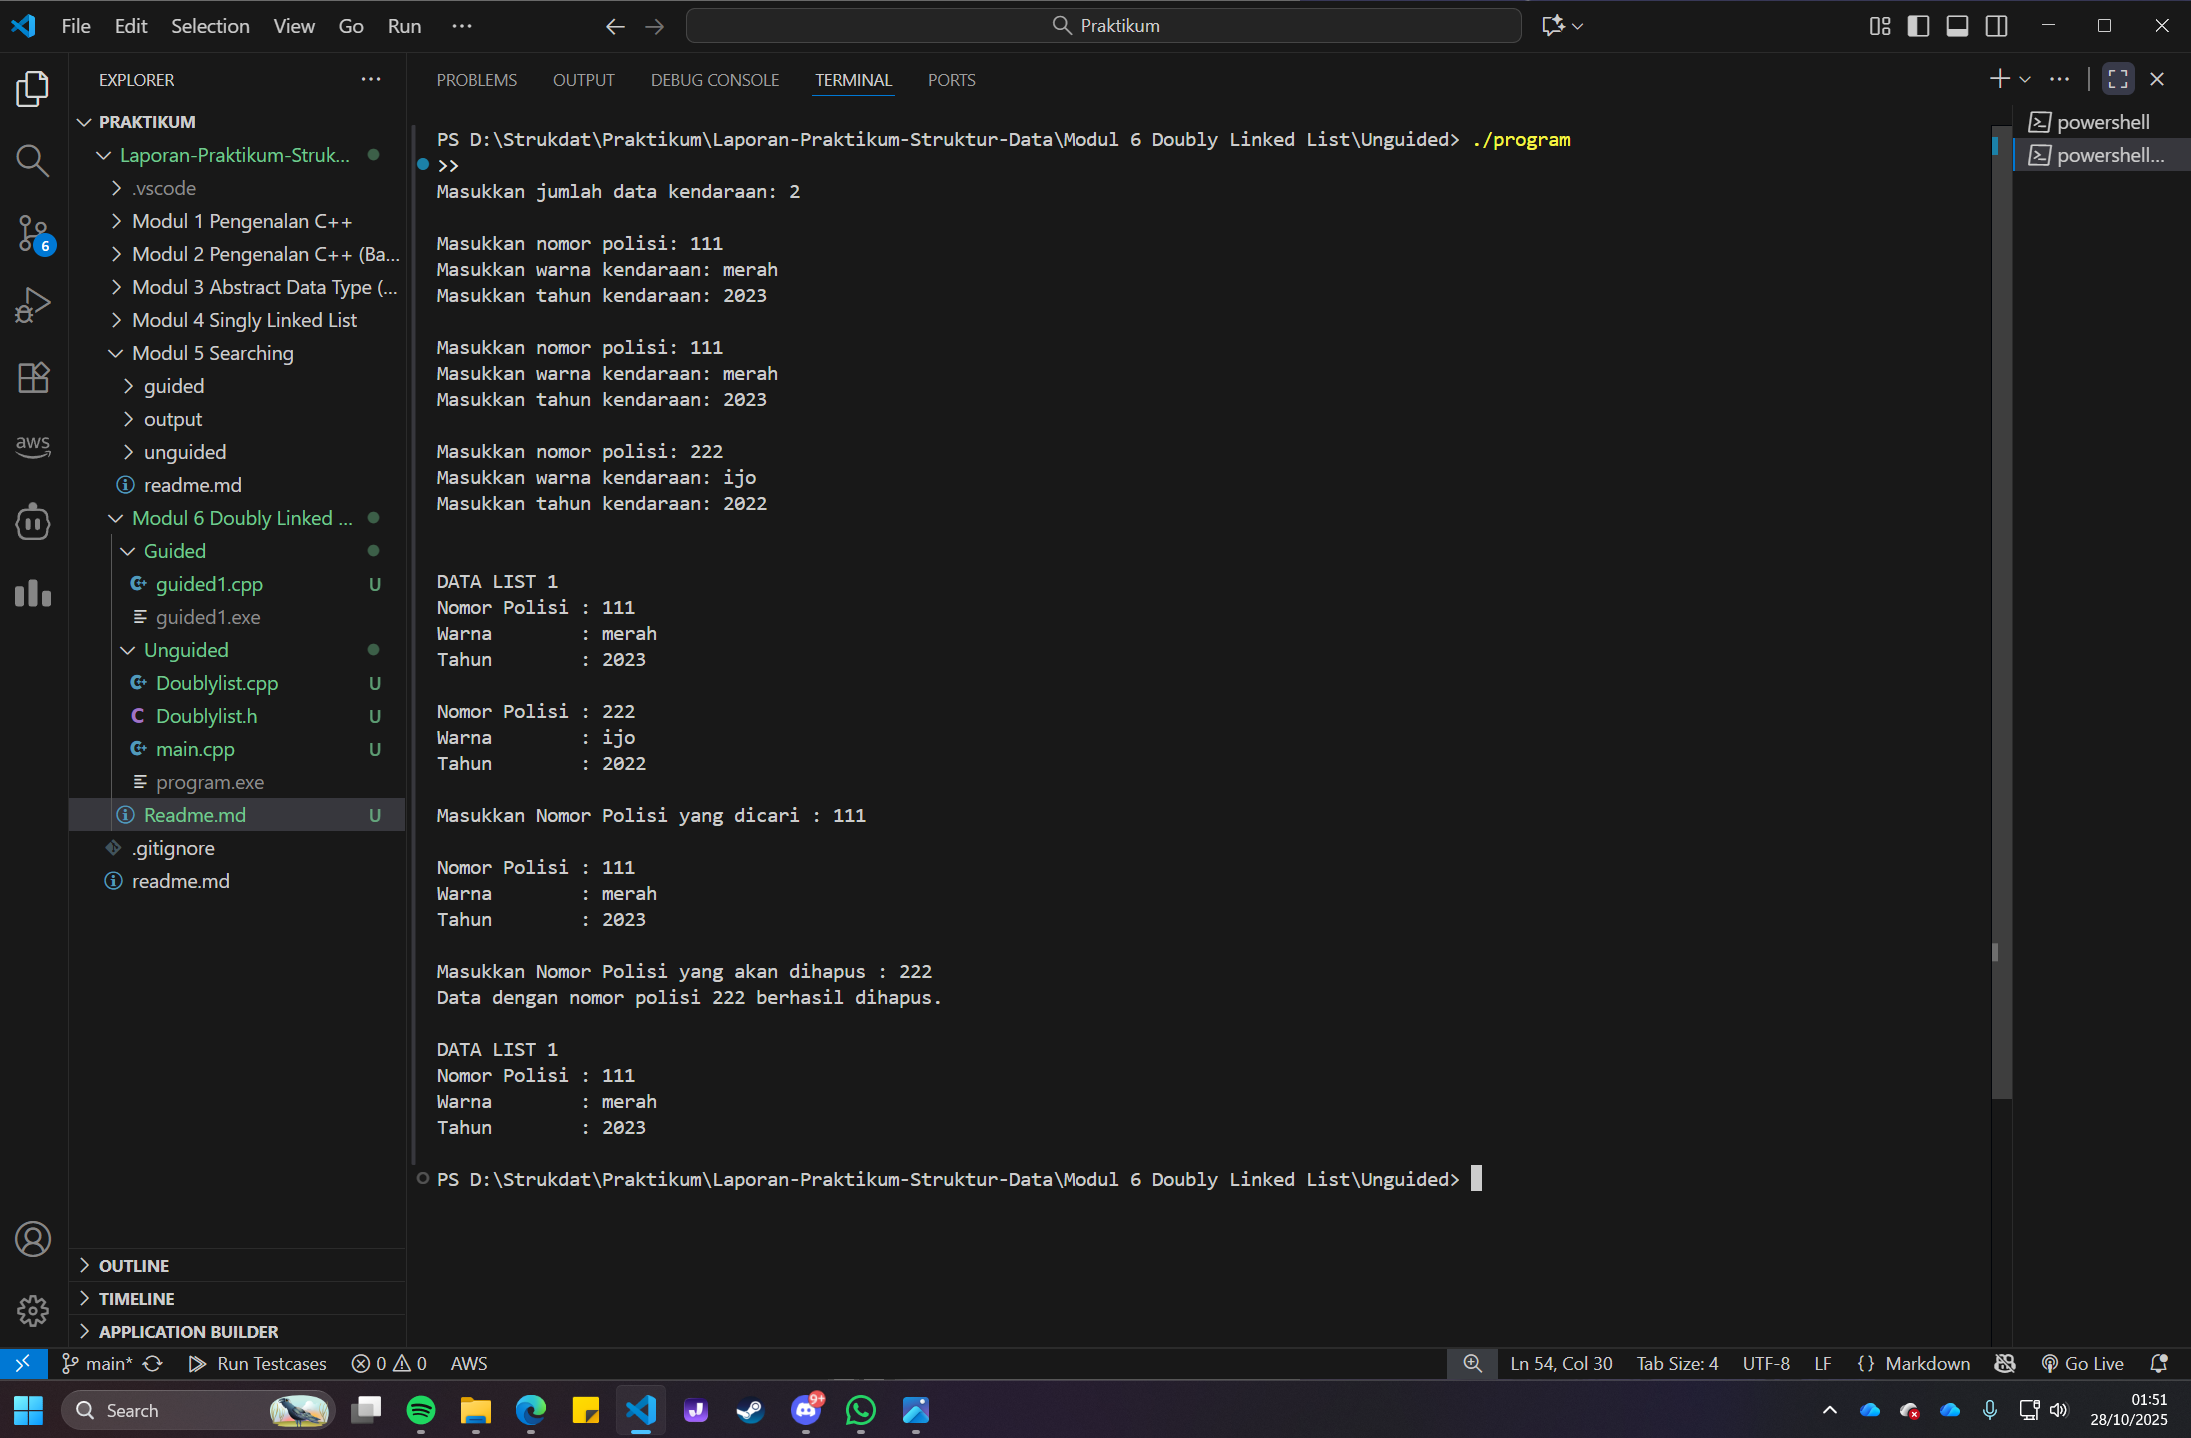 File Edit Selection View Go Run ···
Praktikum
EXPLORER
PRAKTIKUM
Laporan-Praktikum-Struk...
.vscode
Modul 1 Pengenalan C++
Modul 2 Pengenalan C++ (Ba...
Modul 3 Abstract Data Type (...
Modul 4 Singly Linked List
Modul 5 Searching
guided
output
unguided
readme.md
Modul 6 Doubly Linked ...
Guided
guided1.cpp U
guided1.exe
Unguided
Doublylist.cpp U
Doublylist.h U
main.cpp U
program.exe
Readme.md U
.gitignore
readme.md
OUTLINE
TIMELINE
APPLICATION BUILDER
6
aws
PROBLEMS OUTPUT DEBUG CONSOLE TERMINAL PORTS
PS D:\Strukdat\Praktikum\Laporan-Praktikum-Struktur-Data\Modul 6 Doubly Linked List\Unguided> ./program
>>
Masukkan jumlah data kendaraan: 2
Masukkan nomor polisi: 111
Masukkan warna kendaraan: merah
Masukkan tahun kendaraan: 2023
Masukkan nomor polisi: 111
Masukkan warna kendaraan: merah
Masukkan tahun kendaraan: 2023
Masukkan nomor polisi: 222
Masukkan warna kendaraan: ijo
Masukkan tahun kendaraan: 2022
DATA LIST 1
Nomor Polisi : 111
Warna : merah
Tahun : 2023
Nomor Polisi : 222
Warna : ijo
Tahun : 2022
Masukkan Nomor Polisi yang dicari : 111
Nomor Polisi : 111
Warna : merah
Tahun : 2023
Masukkan Nomor Polisi yang akan dihapus : 222
Data dengan nomor polisi 222 berhasil dihapus.
DATA LIST 1
Nomor Polisi : 111
Warna : merah
Tahun : 2023
PS D:\Strukdat\Praktikum\Laporan-Praktikum-Struktur-Data\Modul 6 Doubly Linked List\Unguided>
powershell
powershell...
main* Run Testcases 0 0 AWS
Ln 54, Col 30 Tab Size: 4 UTF-8 LF {} Markdown Go Live
Search
9+
01:51
28/10/2025